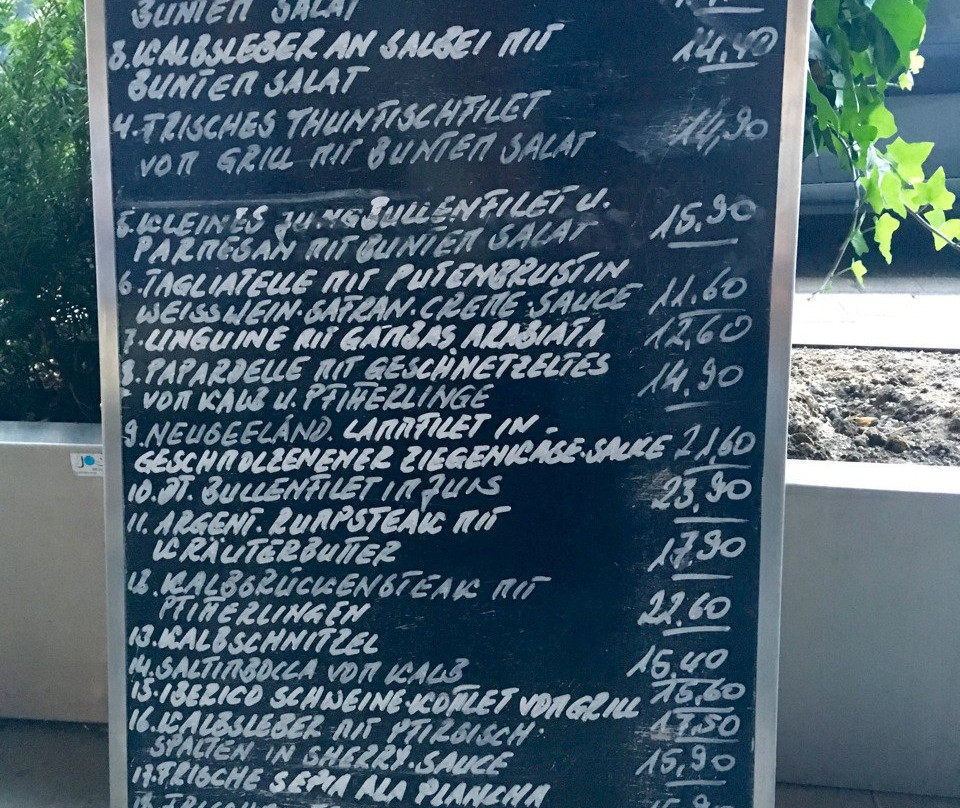 BUNTEM SALAT
3. KALBSLEBER AN SALBEI MIT 14.40
BUNTEM SALAT
4. FRISCHES THUNFISCHFILET
VOM GRILL MIT BUNTEM SALAT 14,90
5. KLEINES JUNGBULLENFILET U.
PARMESAN MIT BUNTEM SALAT 15.90
6. TAGLIATELLE MIT PUTENBRUST IN
WEISSWEIN-SAFRAN-CREME-SAUCE 11.60
7. LINGUINE MIT GAMBAS, ARABIATA 12,60
8. PAPARDELLE MIT GESCHNETZELTES
VOM KALB U. PFIFFERLINGE 14.90
9. NEUSEELÄND. LAMMFILET IN -
GESCHMOLZENENER ZIEGENKÄSE-SAUCE 21,60
10. DT. BULLENFILET IM JUIS 23,90
11. ARGENT. RUMPSTEAK MIT
KRÄUTERBUTTER 17.90
12. KALBSRÜCKENSTEAK MIT
PFIFFERLINGEN 22.60
13. KALBSCHNITZEL
14. SALTIMBOCCA VOM KALB 15,40
15. IBERICO SCHWEINE-KOTLET VOM GRILL 15,60
16. KALBSLEBER MIT PFIRSISCH- 17,50
SPALTEN IN SHERRY-SAUCE 15,90
17. FRISCHE SEPIA ALA PLANCHA